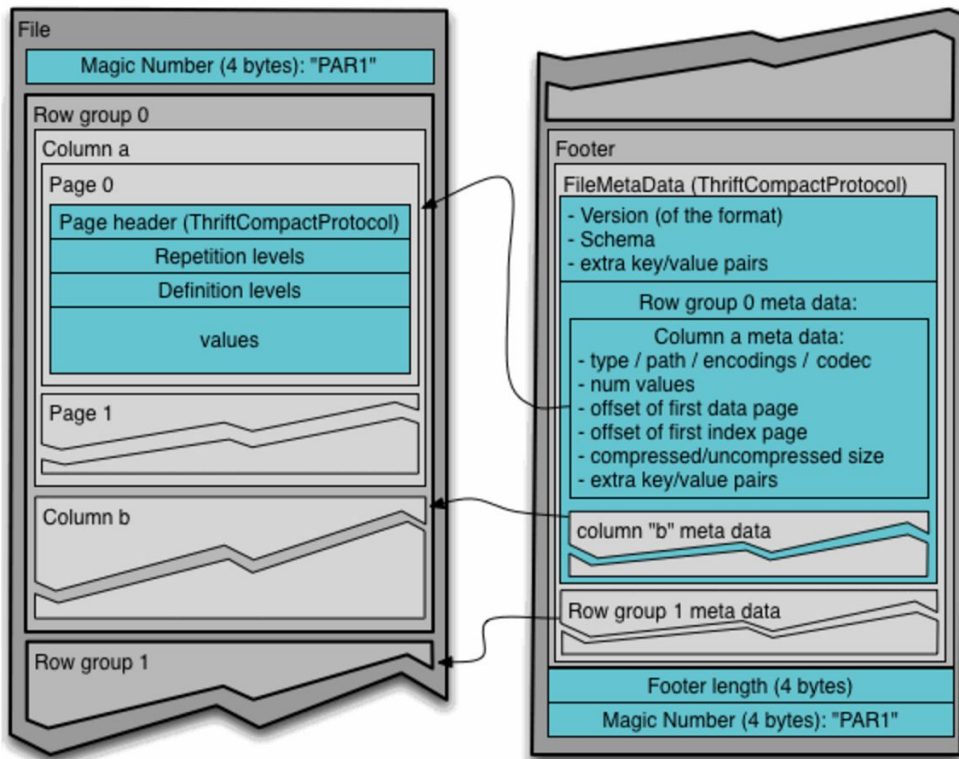 File
Magic Number (4 bytes): "PAR1"
Row group 0
Column a
Page 0
Page header (ThriftCompactProtocol)
Repetition levels
Definition levels
values
Page 1
Column b
Row group 1
Footer
FileMetaData (ThriftCompactProtocol)
- Version (of the format)
- Schema
- extra key/value pairs
Row group 0 meta data:
Column a meta data:
- type / path / encodings / codec
- num values
- offset of first data page
- offset of first index page
- compressed/uncompressed size
- extra key/value pairs
column "b" meta data
Row group 1 meta data
Footer length (4 bytes)
Magic Number (4 bytes): "PAR1"